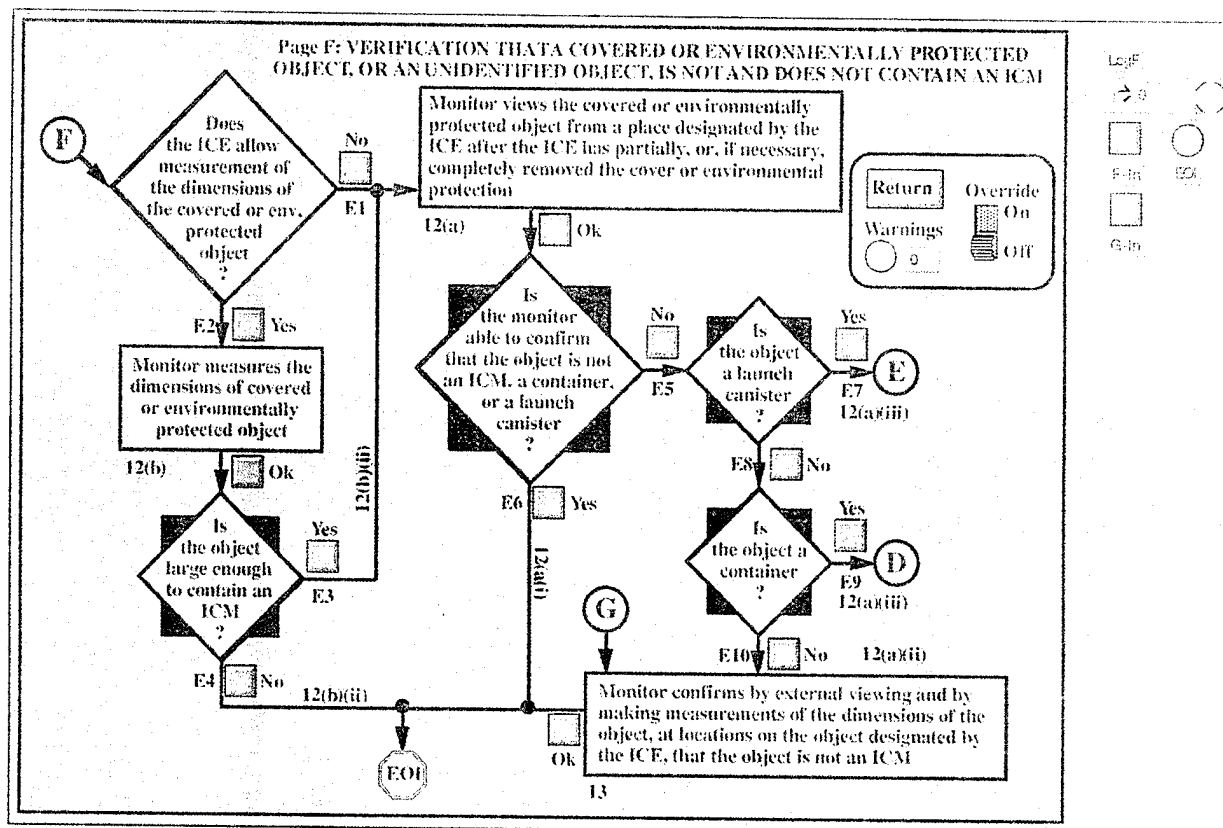 Page F: VERIFICATION THAT A COVERED OR ENVIRONMENTALLY PROTECTED
OBJECT, OR AN UNIDENTIFIED OBJECT, IS NOT AND DOES NOT CONTAIN AN ICM
F
Does
the ICE allow
measurement of
the dimensions of
the covered or env.
protected
object
?
No
E1
E2
Yes
Monitor measures the
dimensions of covered
or environmentally
protected object
12(b)
Ok
Is
the object
large enough
to contain an
ICM
?
Yes
E3
12(b)(ii)
E4
No
12(b)(ii)
EOI
Monitor views the covered or environmentally
protected object from a place designated by the
ICE after the ICE has partially, or, if necessary,
completely removed the cover or environmental
protection
12(a)
Ok
Is
the monitor
able to confirm
that the object is not
an ICM, a container,
or a launch
canister
?
No
E5
E6
Yes
12(a)(i)
Is
the object
a launch
canister
?
Yes
E7
12(a)(iii)
E
E8
No
Is
the object a
container
?
Yes
E9
12(a)(iii)
D
E10
No
12(a)(ii)
G
Monitor confirms by external viewing and by
making measurements of the dimensions of the
object, at locations on the object designated by
the ICE, that the object is not an ICM
Ok
13
Return
Override
On
Off
Warnings
0
LogF
0
F-In
EOI
G-In